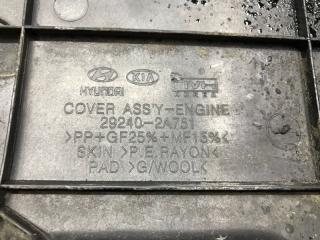 HYUNDAI KIA
COVER ASS'Y-ENGINE
29240-2A751
>PP+GF25%+MF15%<
SKIN >P.E.RAYON<
PAD >G/WOOL<